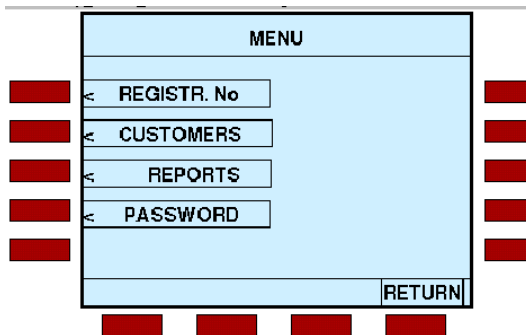 MENU
< REGISTR. No
< CUSTOMERS
< REPORTS
< PASSWORD
RETURN